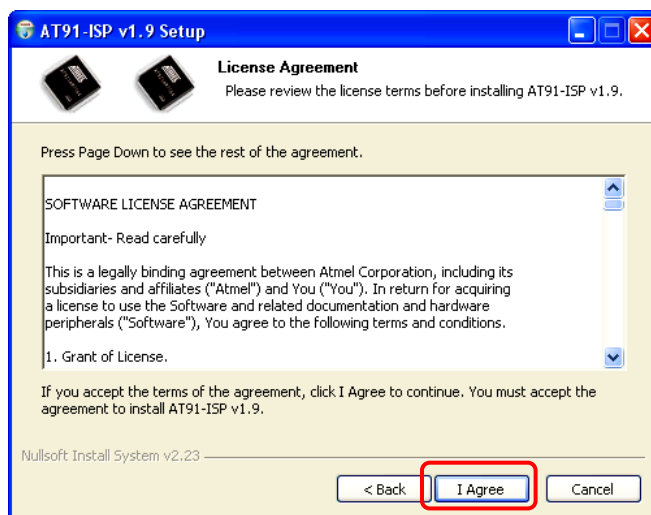 AT91-ISP v1.9 Setup
License Agreement
Please review the license terms before installing AT91-ISP v1.9.
Press Page Down to see the rest of the agreement.
SOFTWARE LICENSE AGREEMENT
Important- Read carefully
This is a legally binding agreement between Atmel Corporation, including its
subsidiaries and affiliates ("Atmel") and You ("You"). In return for acquiring
a license to use the Software and related documentation and hardware
peripherals ("Software"), You agree to the following terms and conditions.
1. Grant of License.
If you accept the terms of the agreement, click I Agree to continue. You must accept the
agreement to install AT91-ISP v1.9.
Nullsoft Install System v2.23
< Back
I Agree
Cancel